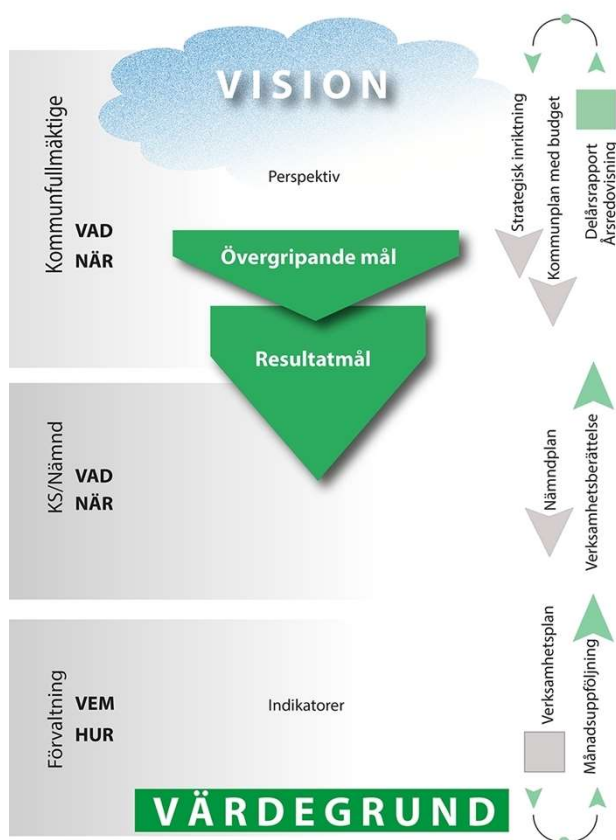 VISION
Perspektiv
Kommunfullmäktige
VAD
NÄR
Övergripande mål
Resultatmål
Strategisk inriktning
Kommunplan med budget
Delårsrapport
Årsredovisning
KS/Nämnd
VAD
NÄR
Nämndplan
Verksamhetsberättelse
Förvaltning
VEM
HUR
Indikatorer
Verksamhetsplan
Månadsuppföljning
VÄRDEGRUND